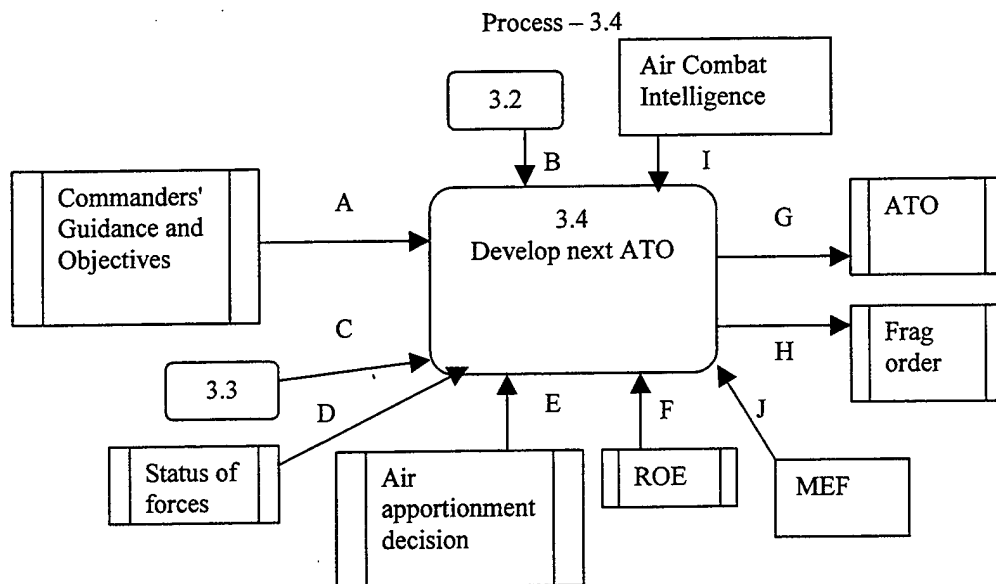 Process – 3.4
Air Combat
Intelligence
3.2
B
I
Commanders'
Guidance and
Objectives
A
3.4
Develop next ATO
G
ATO
C
H
Frag
order
3.3
D
E
F
J
Status of
forces
Air
apportionment
decision
ROE
MEF